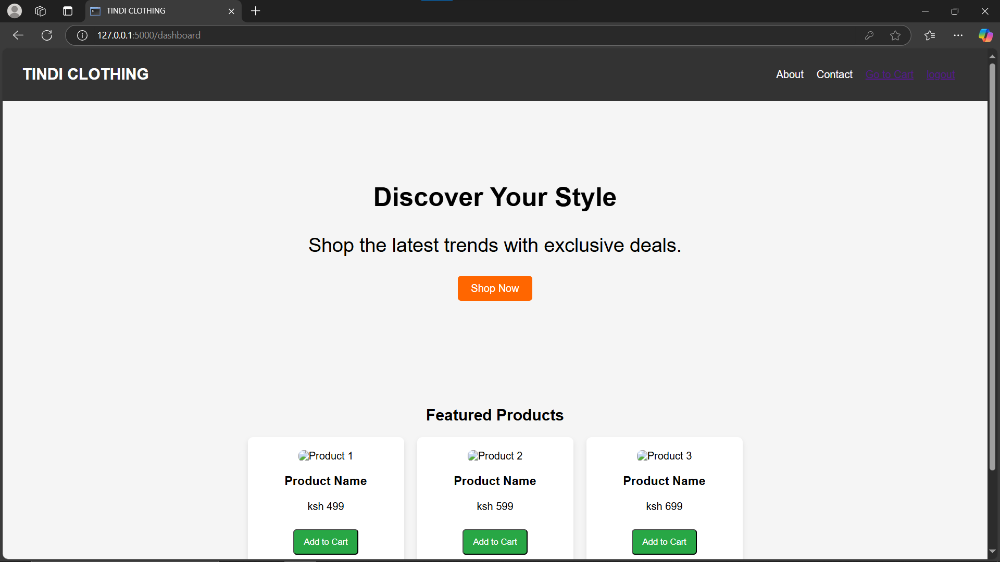 TINDI CLOTHING
127.0.0.1:5000/dashboard
TINDI CLOTHING
About Contact Go to Cart logout
Discover Your Style
Shop the latest trends with exclusive deals.
Shop Now
Featured Products
Product 1 Product 2 Product 3
Product Name Product Name Product Name
ksh 499 ksh 599 ksh 699
Add to Cart Add to Cart Add to Cart